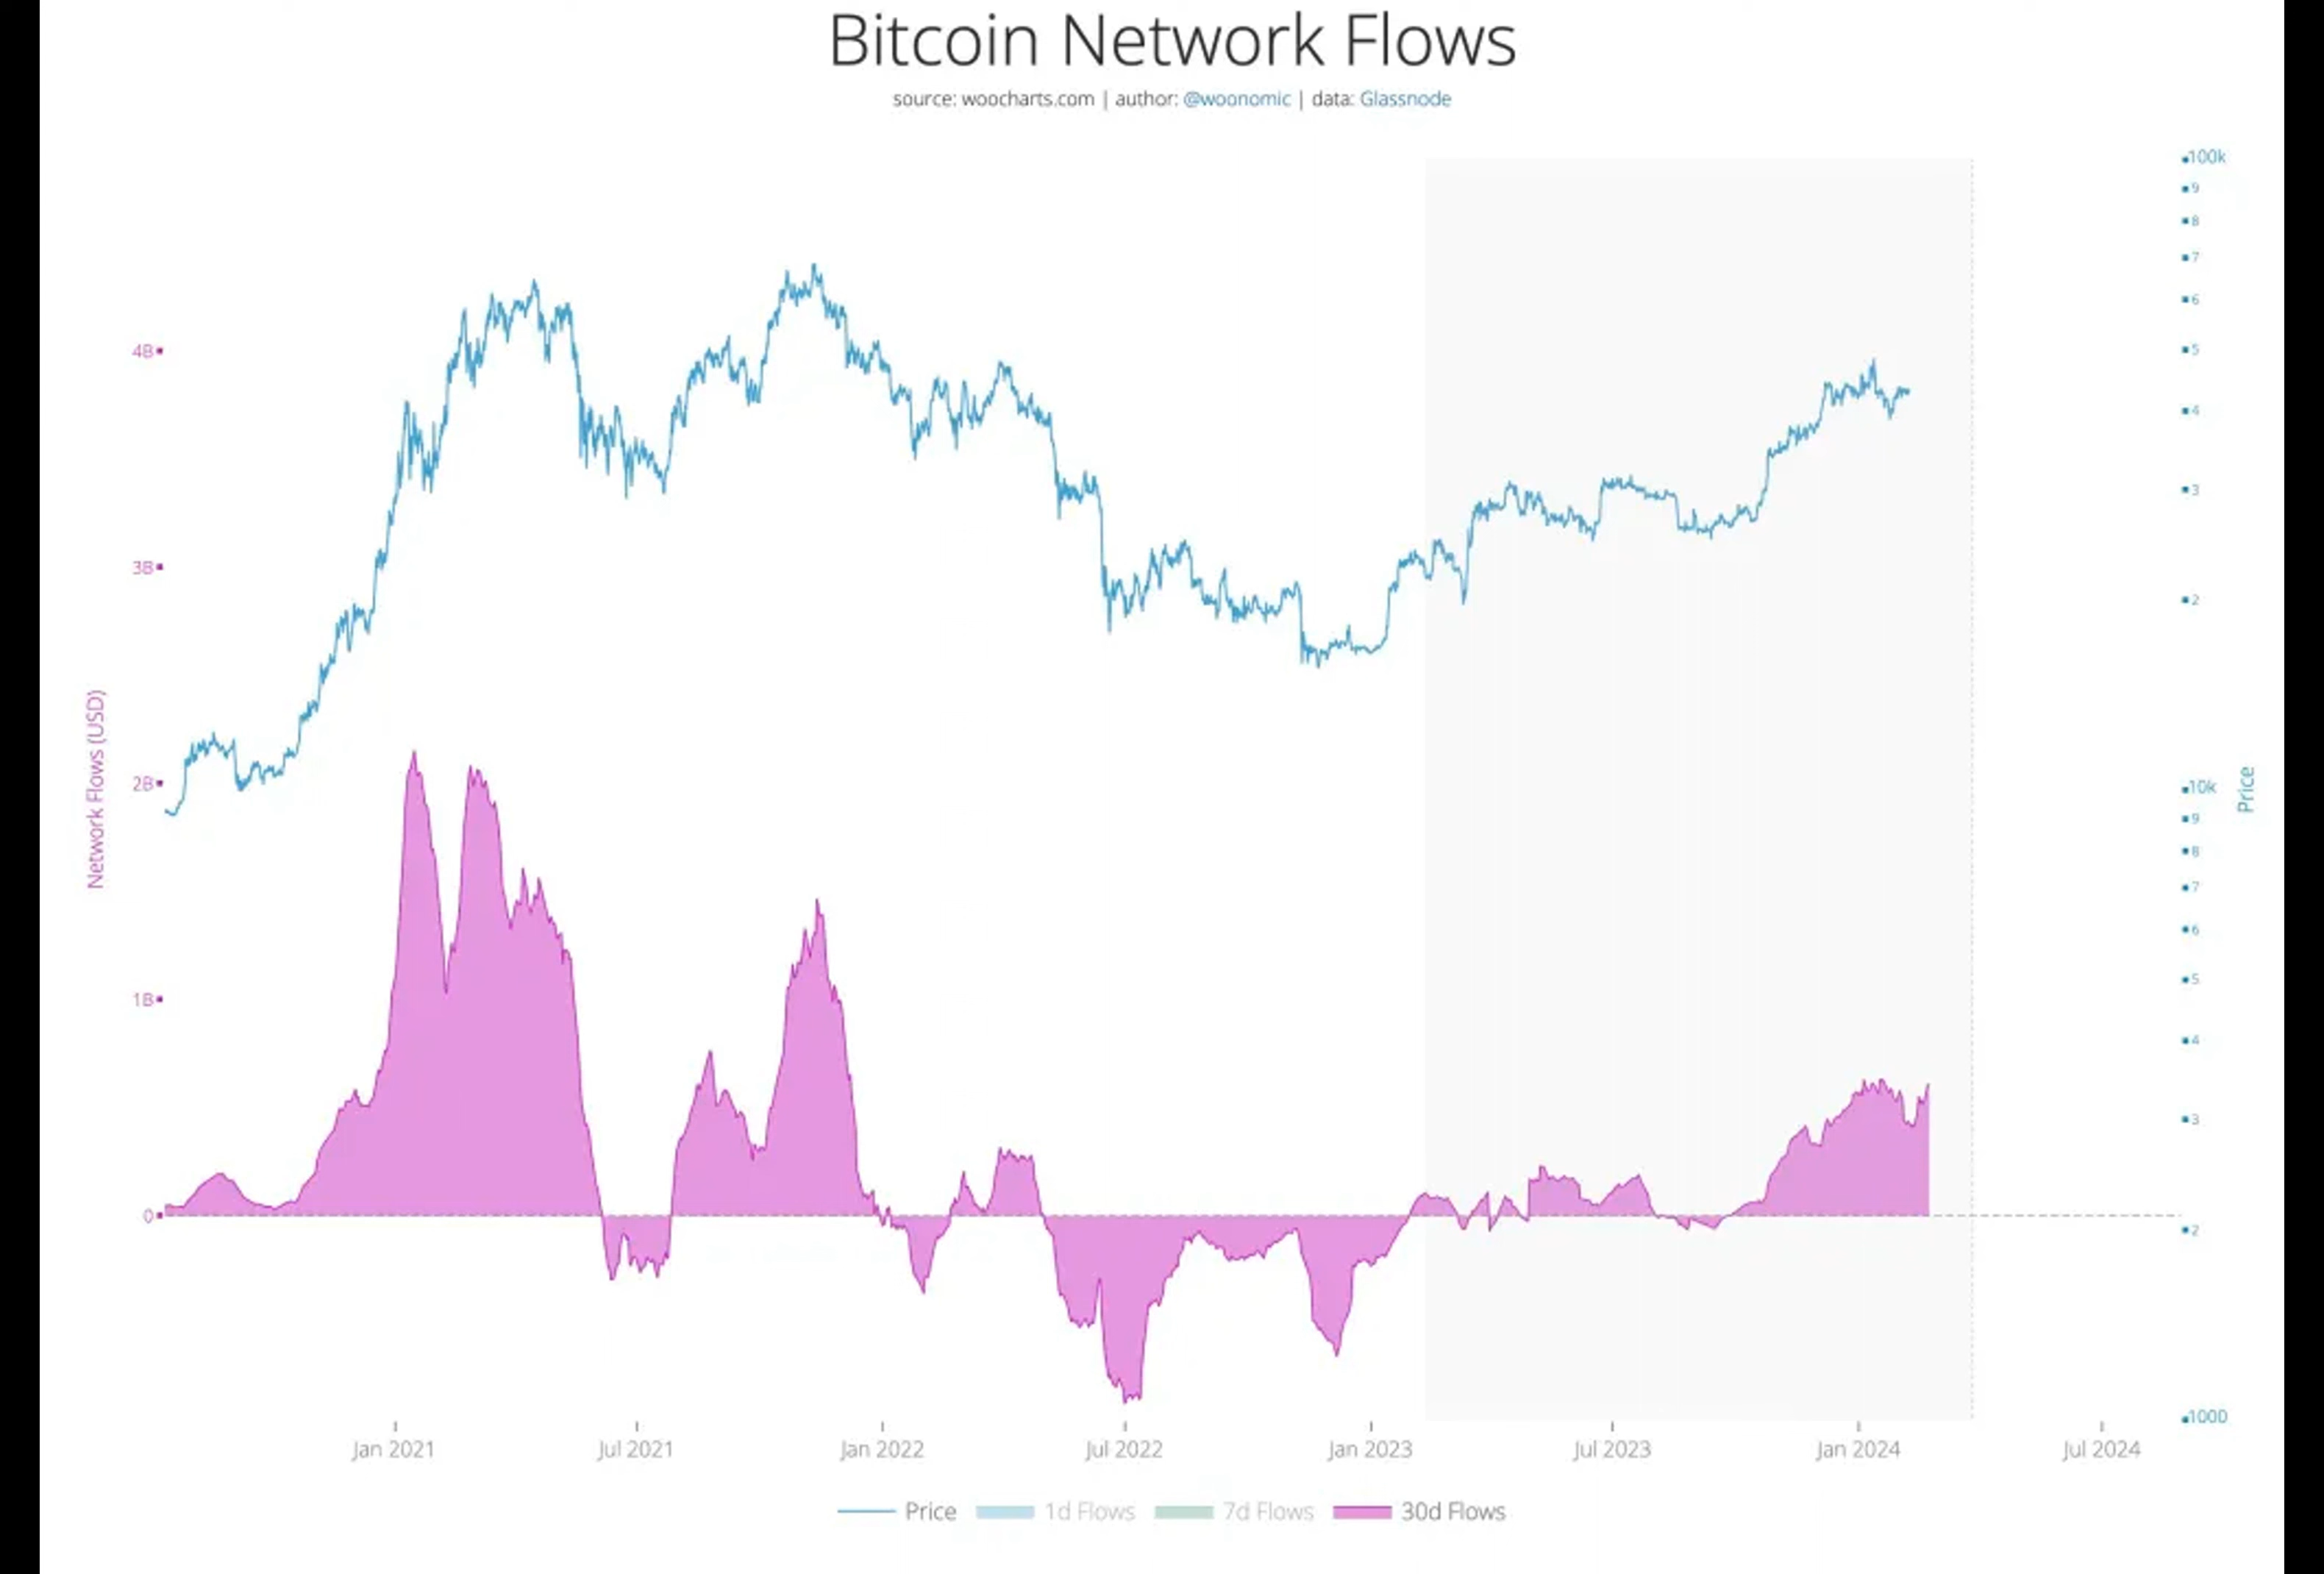 Bitcoin Network Flows
source: woocharts.com | author: @woonomic | data: Glassnode
100k
9
8
7
6
5
4
3
2
10k
9
8
7
6
5
4
3
2
1000
Price
4B
3B
2B
1B
0
Network Flows (USD)
Jan 2021 Jul 2021 Jan 2022 Jul 2022 Jan 2023 Jul 2023 Jan 2024 Jul 2024
Price 1d Flows 7d Flows 30d Flows